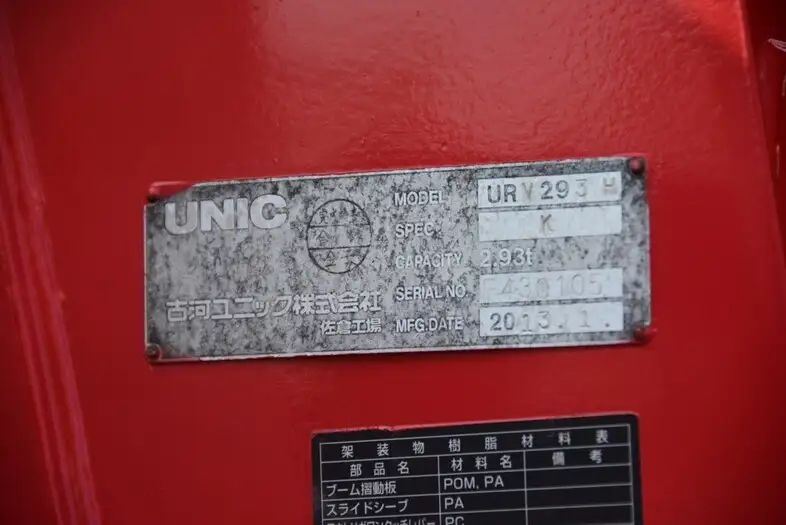 UNIC
MODEL URV293H
SPEC. K
CAPACITY 2.93t
SERIAL NO.
古河ユニック株式会社
佐倉工場
MFG.DATE 2013.1.
架装物樹脂材料表
部品名 材料名 備考
ブーム摺動板 POM, PA
スライドシーブ PA
PC